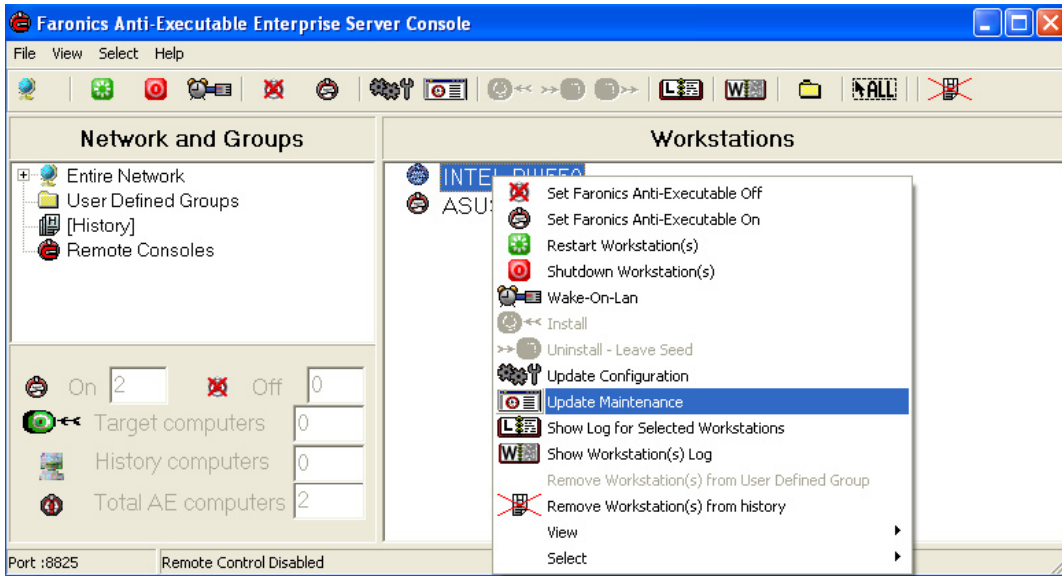 Faronics Anti-Executable Enterprise Server Console
File View Select Help
ALL
Network and Groups
Workstations
Entire Network
User Defined Groups
[History]
Remote Consoles
On 2 Off 0
Target computers 0
History computers 0
Total AE computers 2
Set Faronics Anti-Executable Off
Set Faronics Anti-Executable On
Restart Workstation(s)
Shutdown Workstation(s)
Wake-On-Lan
Install
Uninstall - Leave Seed
Update Configuration
Update Maintenance
Show Log for Selected Workstations
Show Workstation(s) Log
Remove Workstation(s) from User Defined Group
Remove Workstation(s) from history
View
Select
Port :8825
Remote Control Disabled